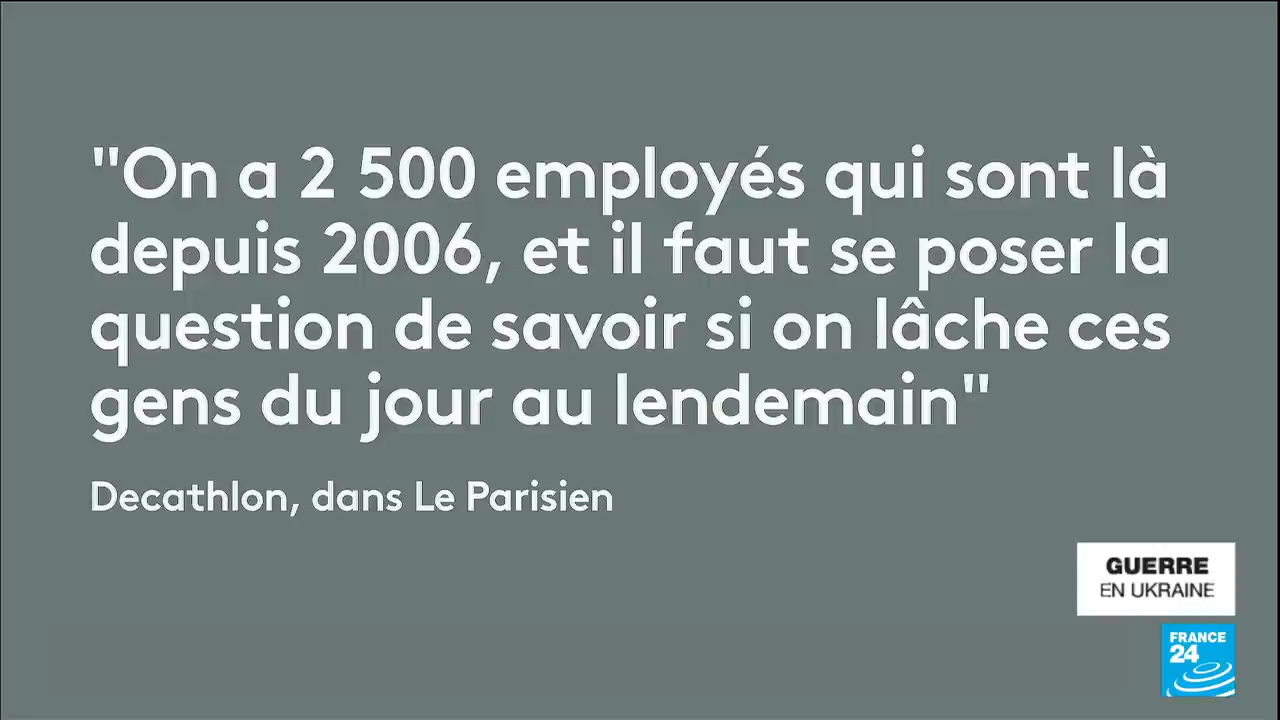 "On a 2 500 employés qui sont là
depuis 2006, et il faut se poser la
question de savoir si on lâche ces
gens du jour au lendemain"
Decathlon, dans Le Parisien
GUERRE
EN UKRAINE
FRANCE
24